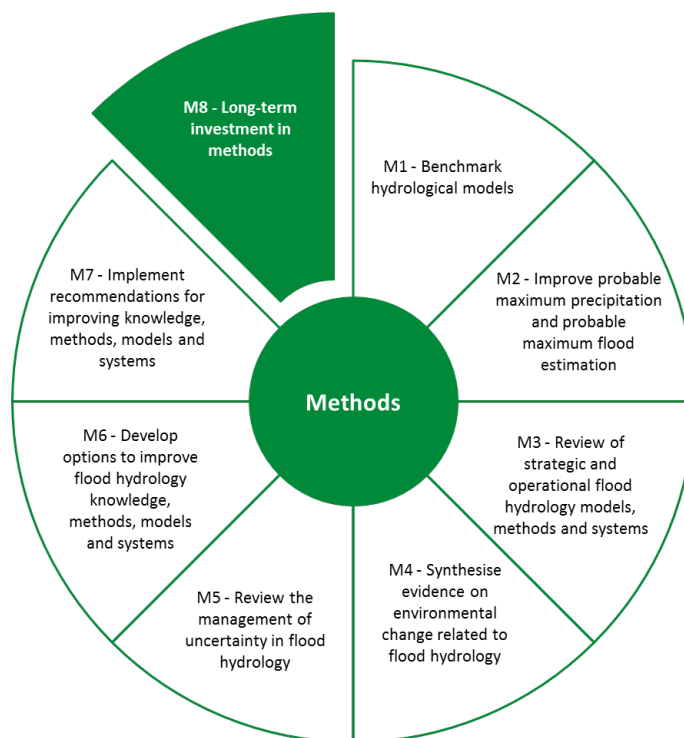 M8 - Long-term
investment in
methods
M1 - Benchmark
hydrological models
M2 - Improve probable
maximum precipitation
and probable
maximum flood
estimation
M3 - Review of
strategic and
operational flood
hydrology models,
methods and systems
M4 - Synthesise
evidence on
environmental
change related to
flood hydrology
M5 - Review the
management of
uncertainty in flood
hydrology
M6 - Develop
options to improve
flood hydrology
knowledge,
methods, models
and systems
M7 - Implement
recommendations for
improving knowledge,
methods, models and
systems
Methods